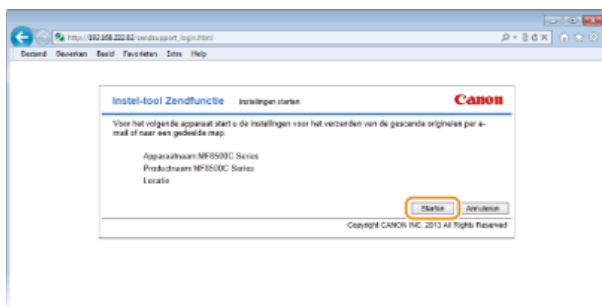 http://192.168.222.82/sendsupport_login.html
Bestand Bewerken Beeld Favorieten Extra Help
Instel-tool Zendfunctie Instellingen starten Canon
Voor het volgende apparaat start u de instellingen voor het verzenden van de gescande originelen per e-
mail of naar een gedeelde map.
Apparaatnaam:MF8500C Series
Productnaam:MF8500C Series
Locatie
Starten Annuleren
Copyright CANON INC. 2013 All Rights Reserved